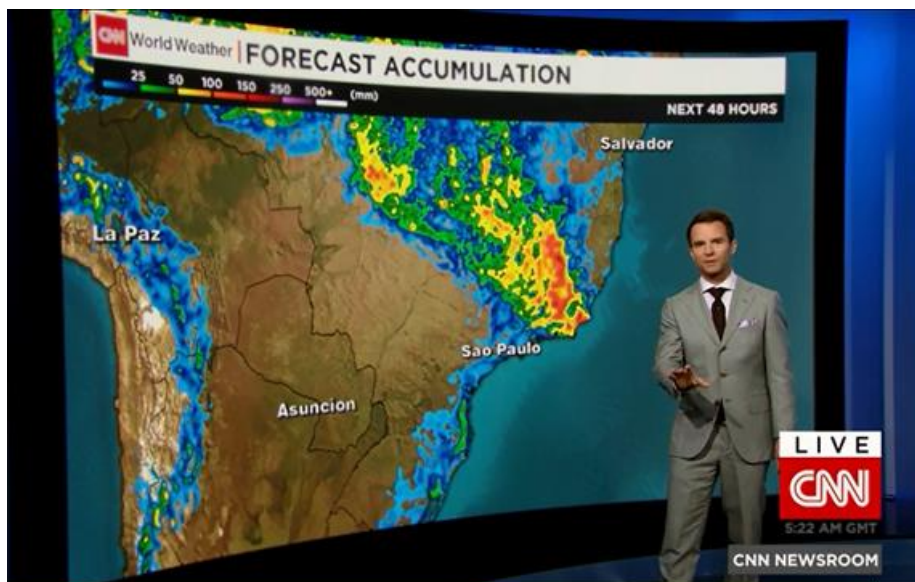 CNN World Weather | FORECAST ACCUMULATION
25 50 100 150 250 500+ (mm)
NEXT 48 HOURS
Salvador
La Paz
Sao Paulo
Asuncion
LIVE
CNN
5:22 AM GMT
CNN NEWSROOM